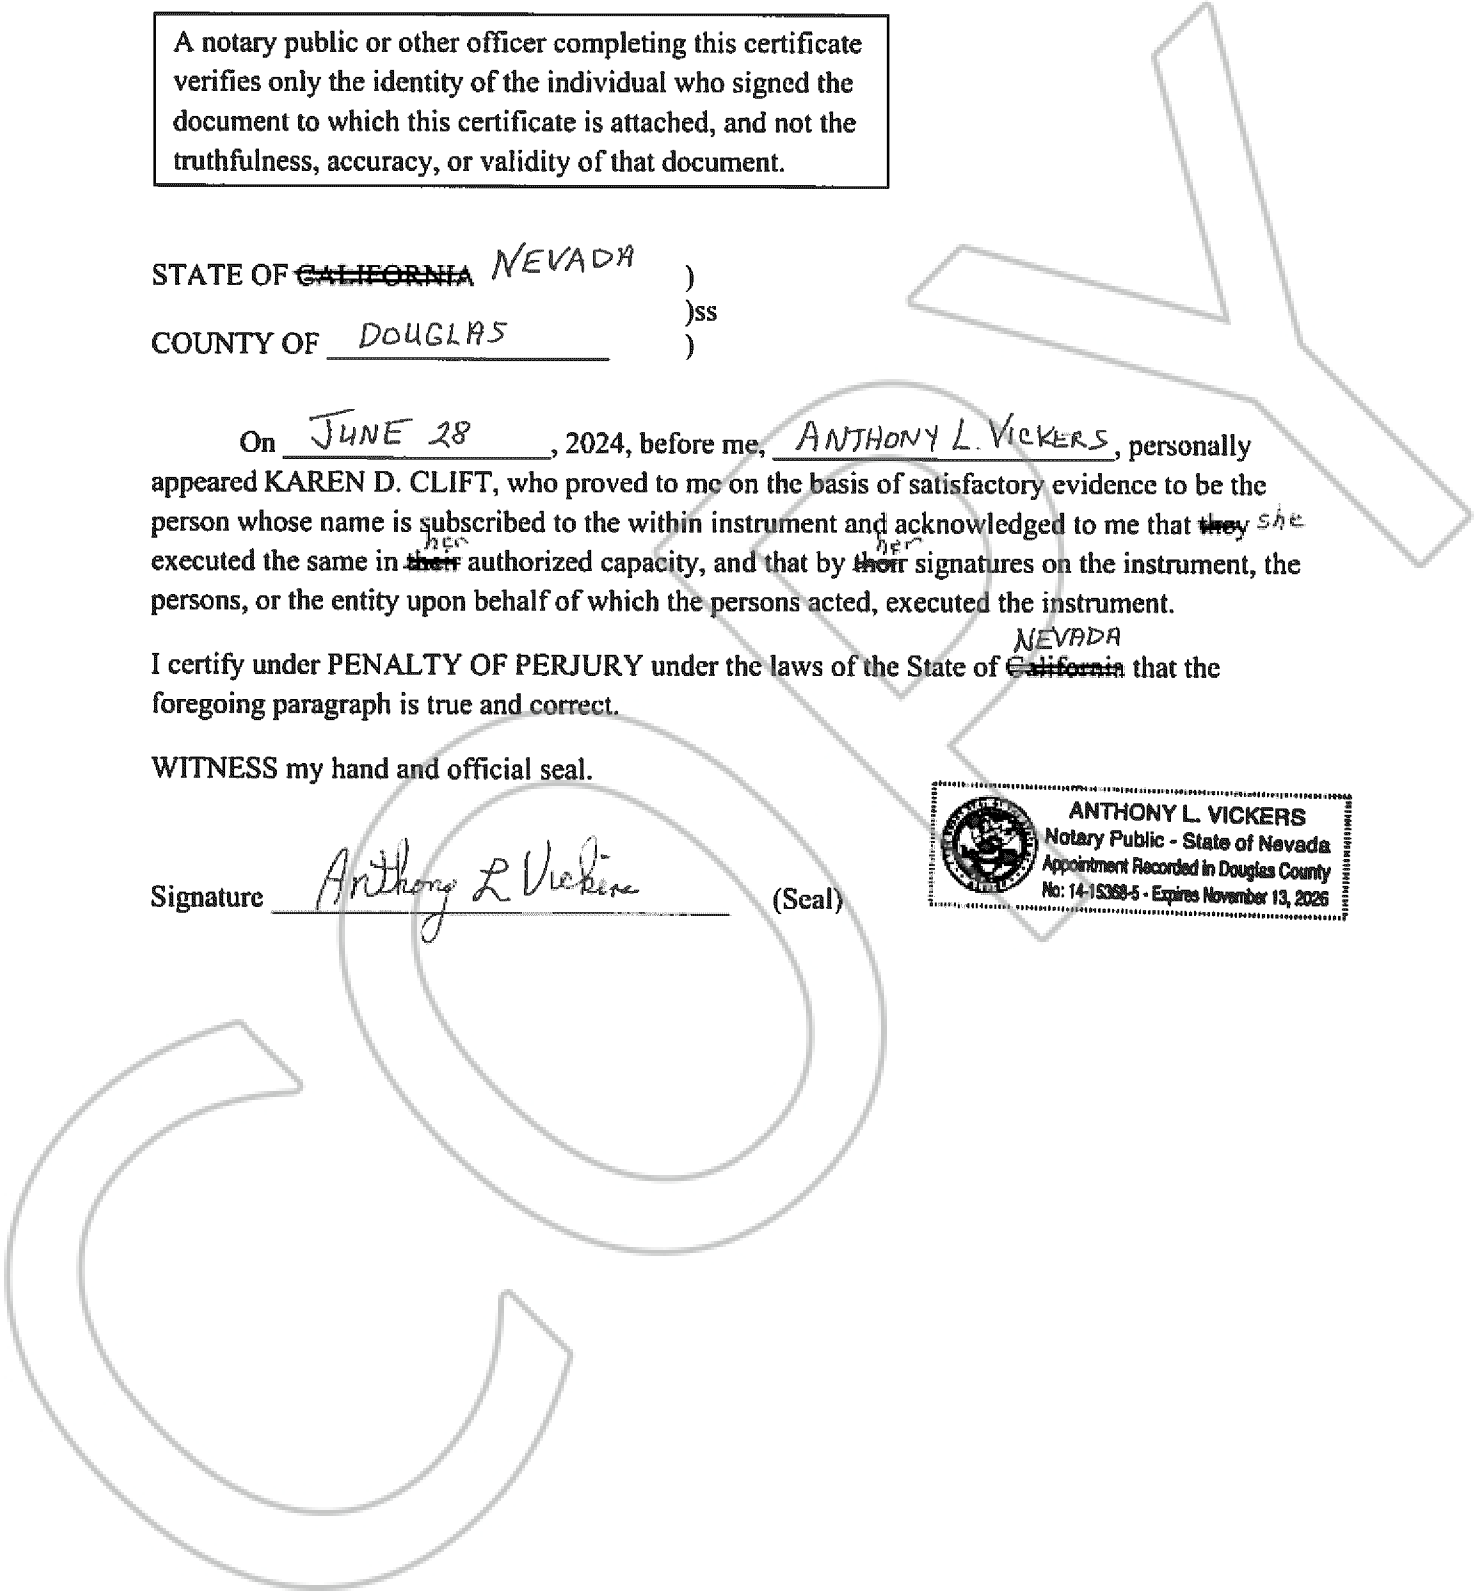 A notary public or other officer completing this certificate
verifies only the identity of the individual who signed the
document to which this certificate is attached, and not the
truthfulness, accuracy, or validity of that document.
STATE OF CALIFORNIA NEVADA )
)ss
COUNTY OF DOUGLAS )
On JUNE 28, 2024, before me, ANTHONY L. VICKERS, personally
appeared KAREN D. CLIFT, who proved to me on the basis of satisfactory evidence to be the
person whose name is subscribed to the within instrument and acknowledged to me that they she
her her
executed the same in their authorized capacity, and that by their signatures on the instrument, the
persons, or the entity upon behalf of which the persons acted, executed the instrument.
NEVADA
I certify under PENALTY OF PERJURY under the laws of the State of California that the
foregoing paragraph is true and correct.
WITNESS my hand and official seal.
Signature Anthony L Vickers (Seal)
ANTHONY L. VICKERS
Notary Public - State of Nevada
Appointment Recorded in Douglas County
No: 14-15368-5 - Expires November 13, 2026
COPY